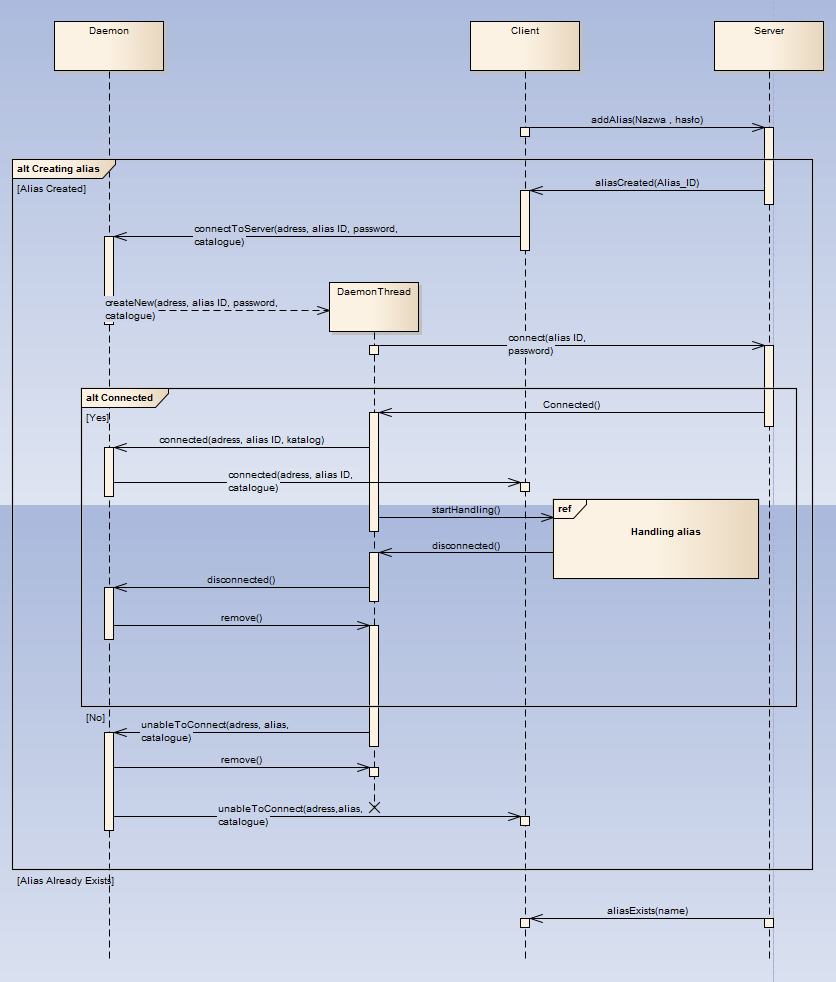 Daemon
Client
Server
addAlias(Nazwa , hasło)
alt Creating alias
[Alias Created]
aliasCreated(Alias_ID)
connectToServer(adress, alias ID, password,
catalogue)
DaemonThread
createNew(adress, alias ID, password,
catalogue)
connect(alias ID,
password)
alt Connected
[Yes]
Connected()
connected(adress, alias ID, katalog)
connected(adress, alias ID,
catalogue)
startHandling()
ref
Handling alias
disconnected()
disconnected()
remove()
[No]
unableToConnect(adress, alias,
catalogue)
remove()
unableToConnect(adress,alias,
catalogue)
[Alias Already Exists]
aliasExists(name)